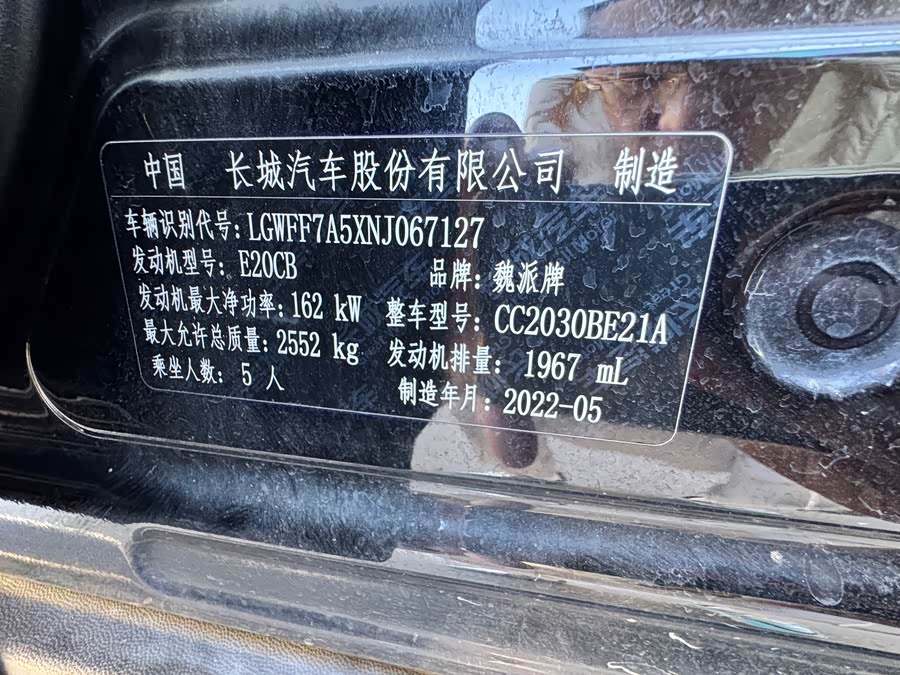 中国 长城汽车股份有限公司 制造
车辆识别代号: LGWFF7A5XNJ067127
发动机型号: E20CB 品牌: 魏派牌
发动机最大净功率: 162 kW 整车型号: CC2030BE21A
最大允许总质量: 2552 kg 发动机排量: 1967 mL
乘坐人数: 5 人 制造年月: 2022-05